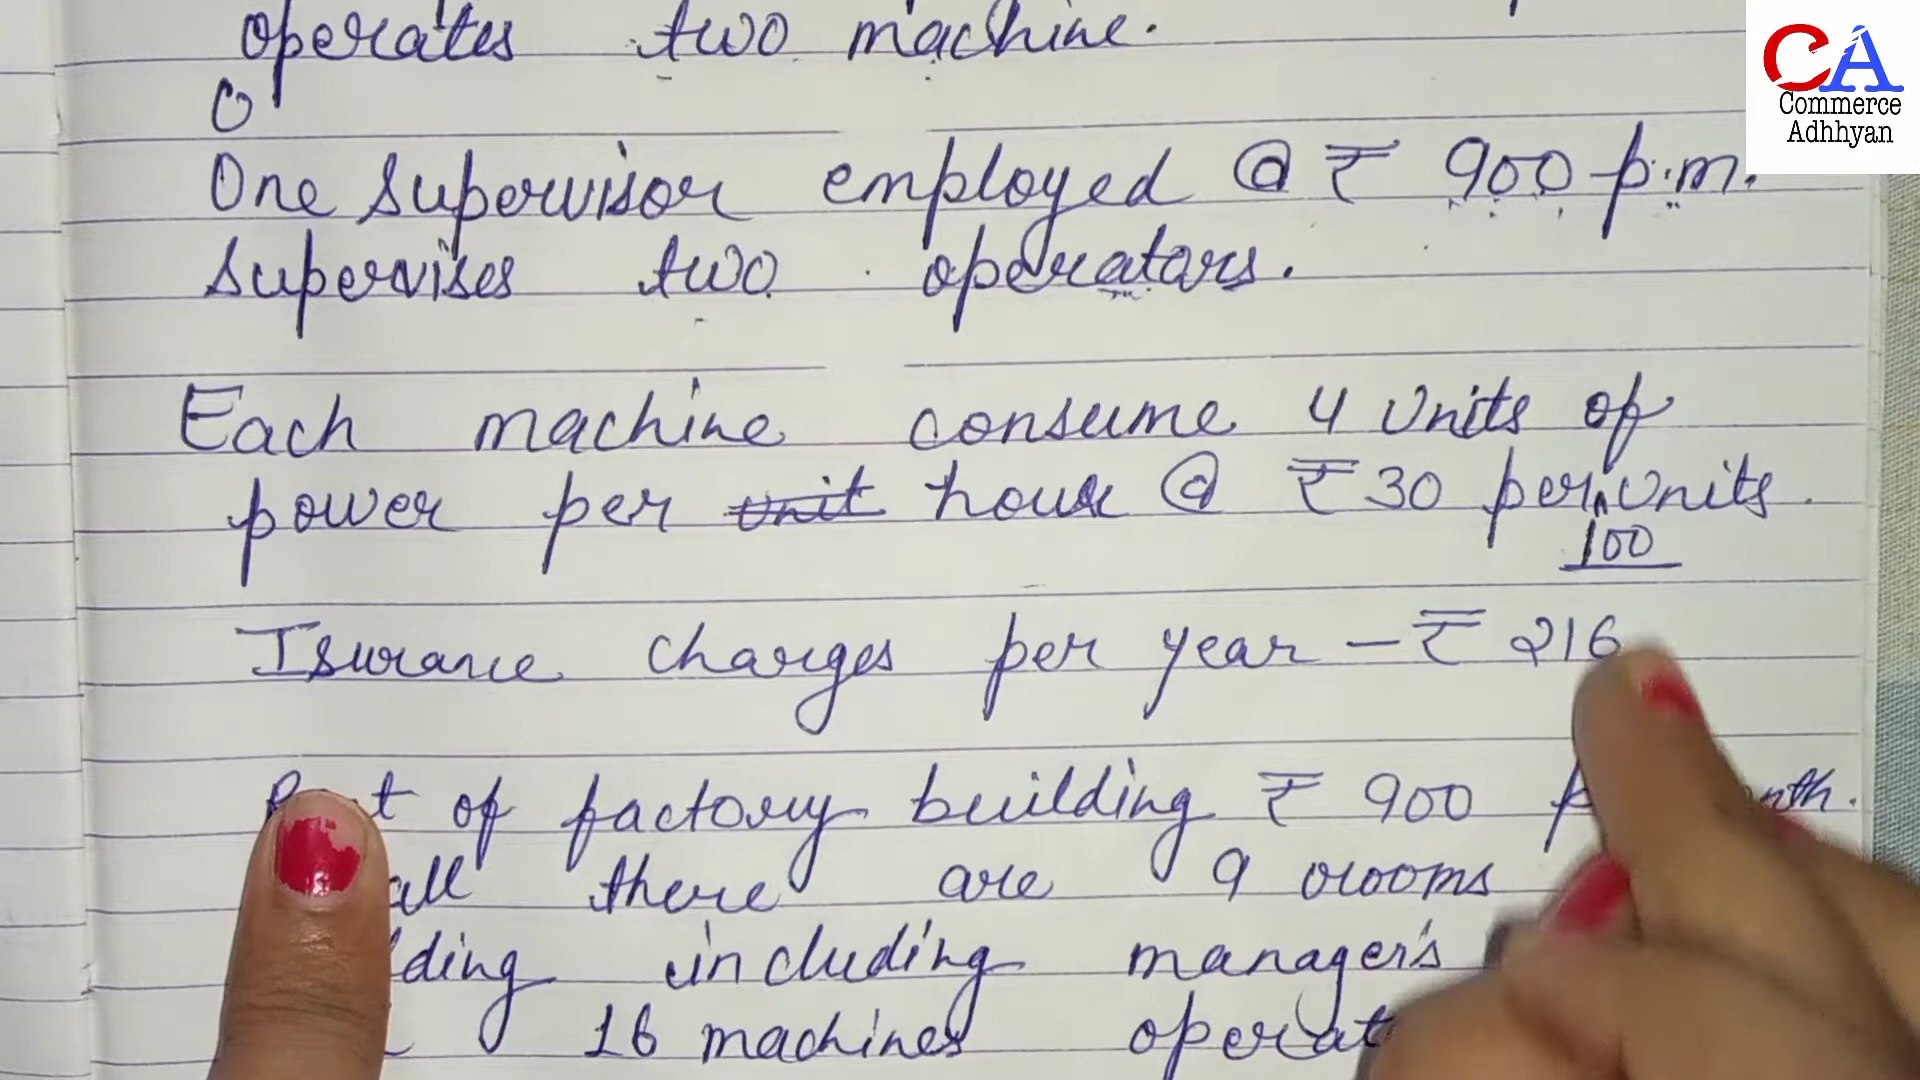 operates two machine.
CA
Commerce
Adhhyan
One Supervisor employed @ ₹ 900 p.m.
supervises two operators.
Each machine consume 4 units of
power per unit hour @ ₹ 30 per units.
100
Isurance charges per year - ₹ 216
of factory building ₹ 900
all there are 9 rooms
including manager's
16 machines